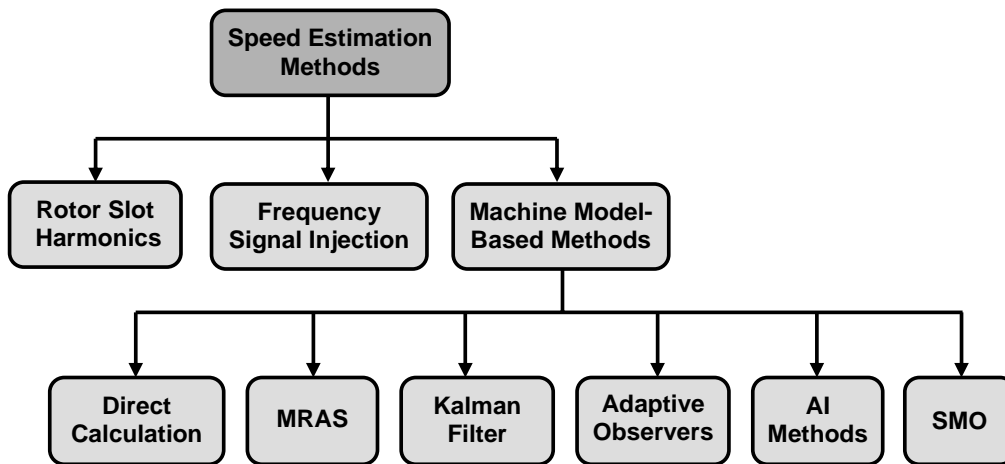 Speed Estimation
Methods
Rotor Slot
Harmonics
Frequency
Signal Injection
Machine Model-
Based Methods
Direct
Calculation
MRAS
Kalman
Filter
Adaptive
Observers
AI
Methods
SMO